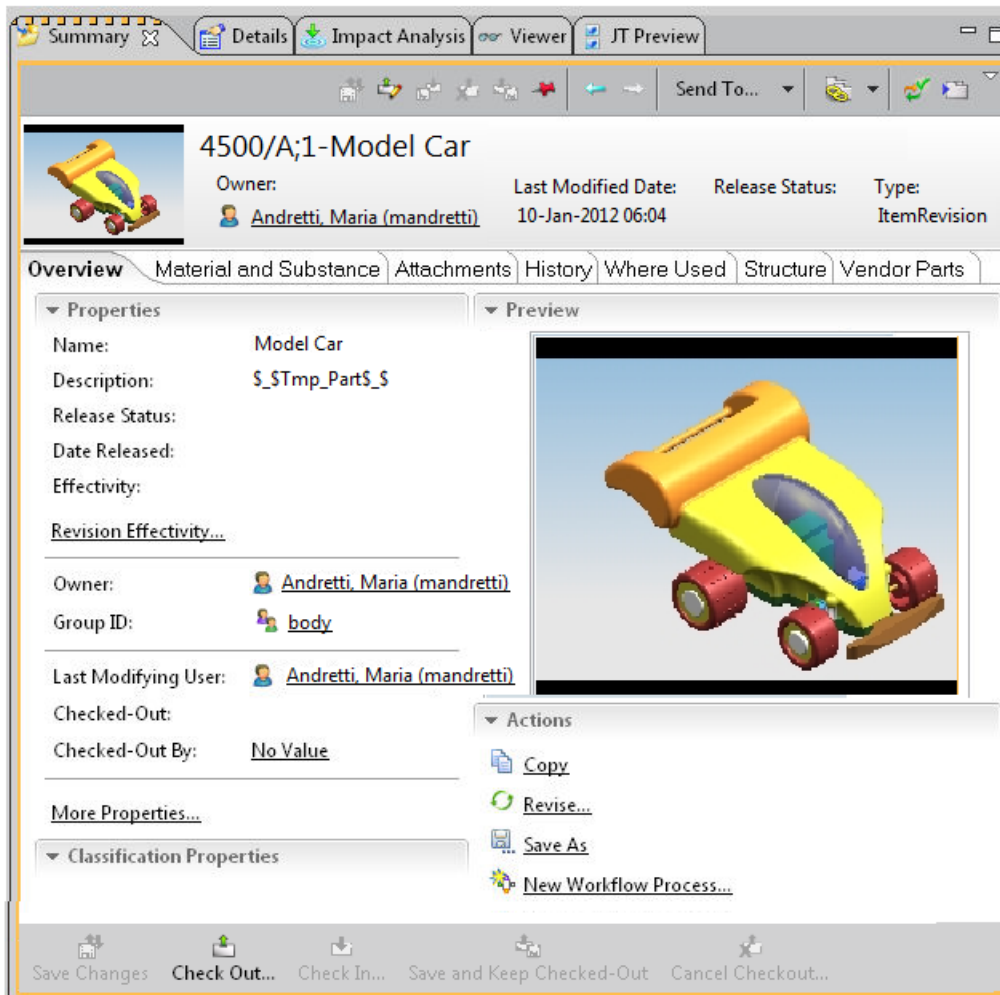 Summary Details Impact Analysis Viewer JT Preview
Send To...
4500/A;1-Model Car
Owner: Last Modified Date: Release Status: Type:
Andretti, Maria (mandretti) 10-Jan-2012 06:04 ItemRevision
Overview Material and Substance Attachments History Where Used Structure Vendor Parts
Properties
Name: Model Car
Description: $_$Tmp_Part$_$
Release Status:
Date Released:
Effectivity:
Revision Effectivity...
Owner: Andretti, Maria (mandretti)
Group ID: body
Last Modifying User: Andretti, Maria (mandretti)
Checked-Out:
Checked-Out By: No Value
More Properties...
Classification Properties
Preview
Actions
Copy
Revise...
Save As
New Workflow Process...
Save Changes Check Out... Check In... Save and Keep Checked-Out Cancel Checkout...